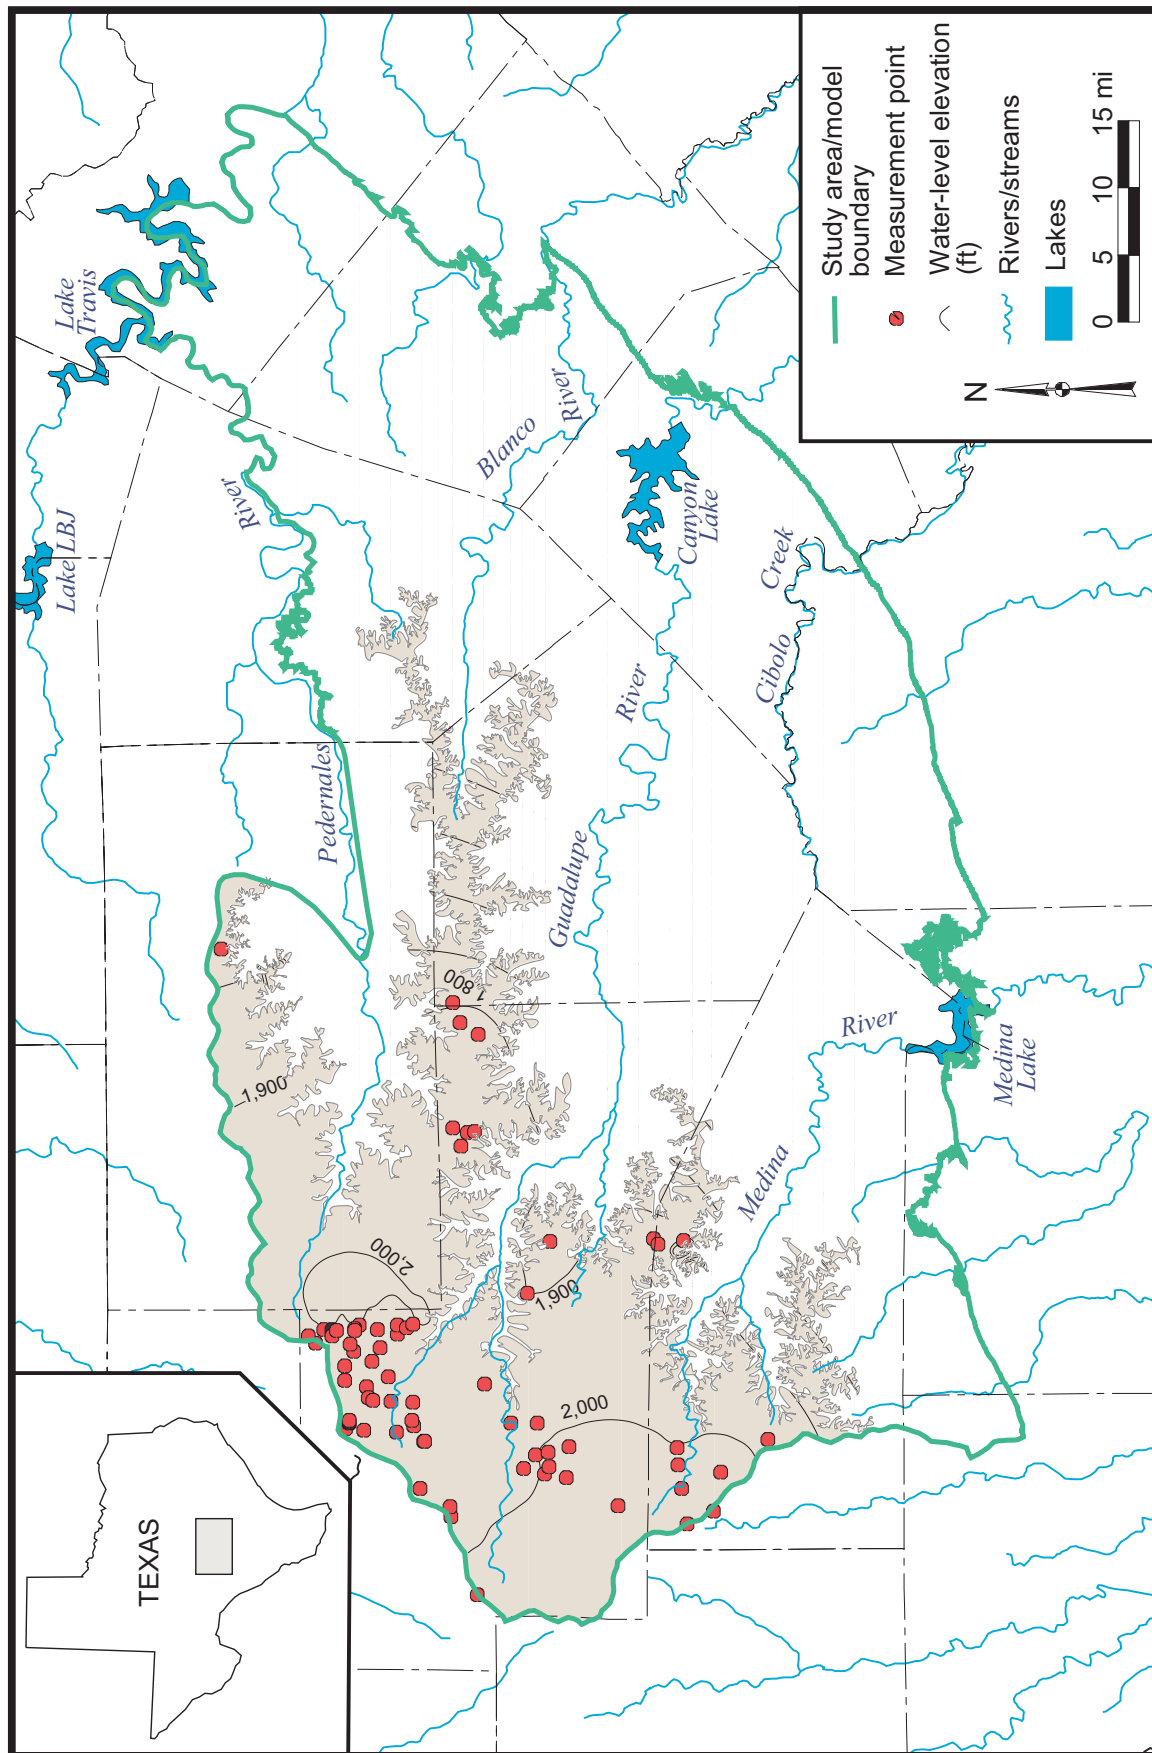 TEXAS
Lake LBJ
Lake
Travis
Pedernales
River
Blanco
River
Guadalupe
River
Canyon
Lake
Cibolo
Creek
Medina
River
Medina
Lake
1,900
2,000
1,800
1,900
2,000
Study area/model
boundary
Measurement point
Water-level elevation
(ft)
Rivers/streams
Lakes
N
0 5 10 15 mi